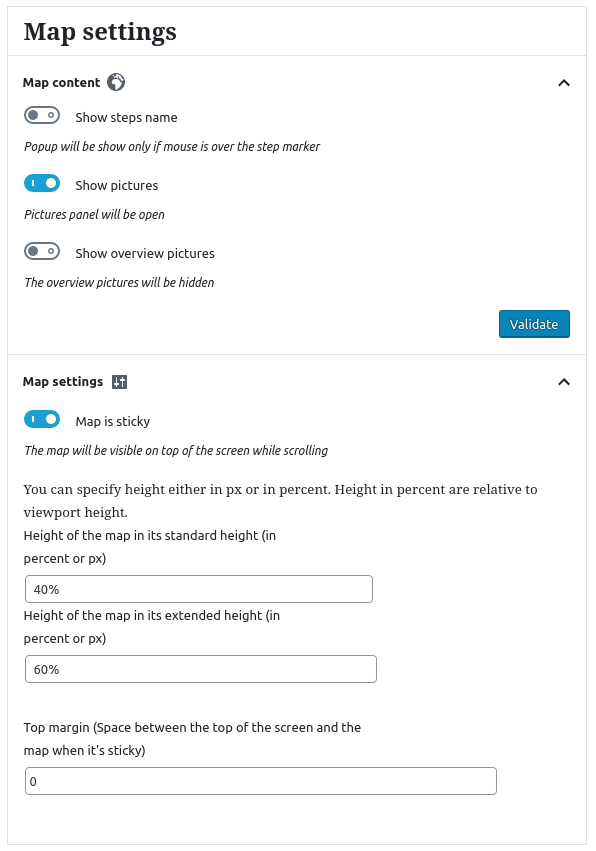 Map settings
Map content
Show steps name
Popup will be show only if mouse is over the step marker
Show pictures
Pictures panel will be open
Show overview pictures
The overview pictures will be hidden
Validate
Map settings
Map is sticky
The map will be visible on top of the screen while scrolling
You can specify height either in px or in percent. Height in percent are relative to
viewport height.
Height of the map in its standard height (in
percent or px)
40%
Height of the map in its extended height (in
percent or px)
60%
Top margin (Space between the top of the screen and the
map when it's sticky)
0